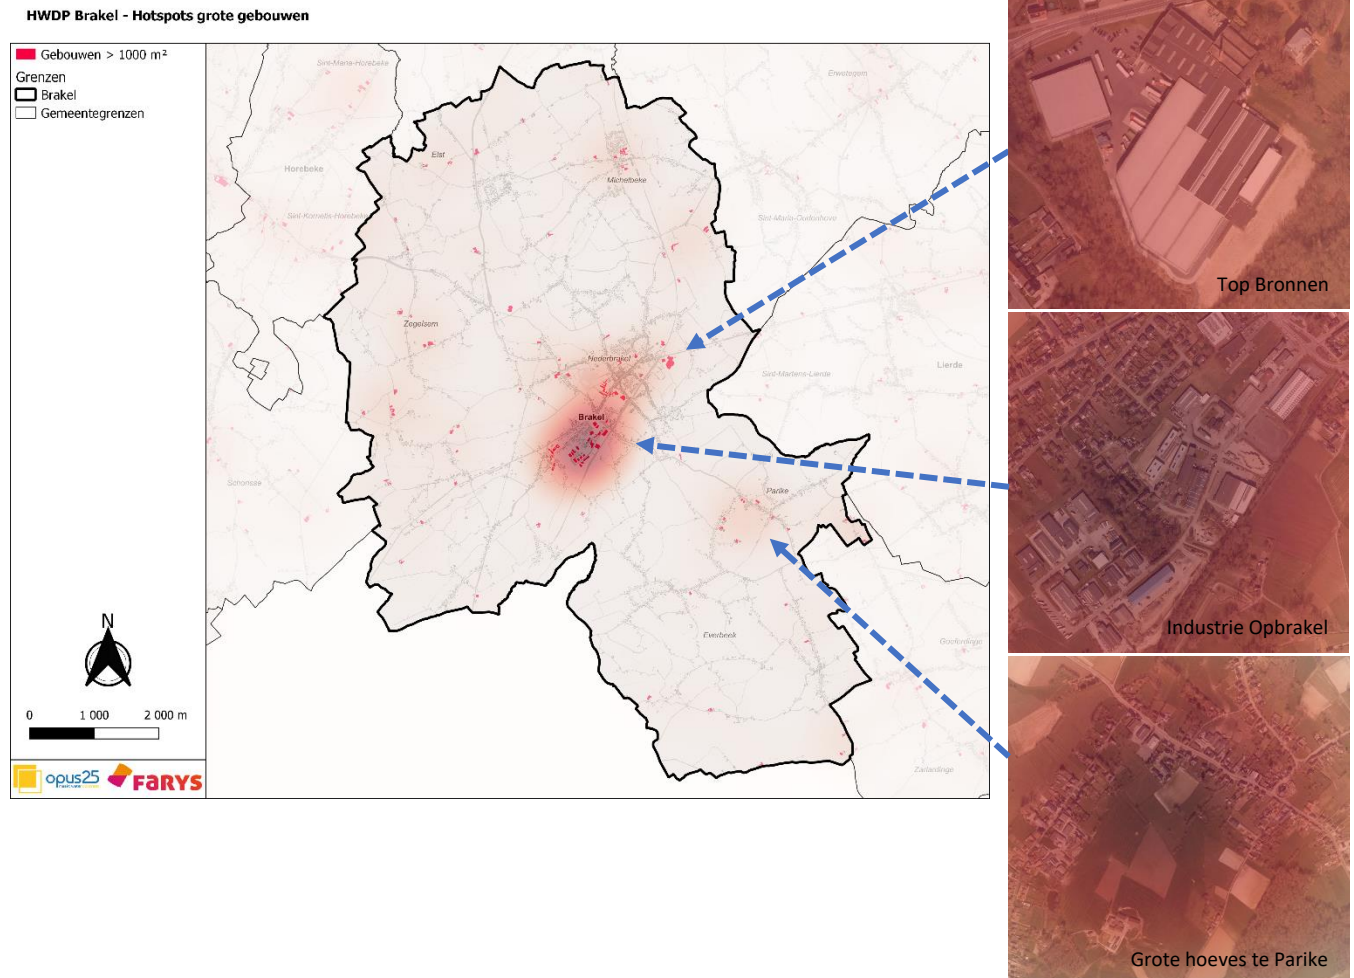 HWDP Brakel - Hotspots grote gebouwen
Gebouwen > 1000 m²
Grenzen
Brakel
Gemeentegrenzen
Sint-Maria-Horebeke
Erwetegem
Elst
Horebeke
Michelbeke
Sint-Kornelis-Horebeke
Sint-Maria-Oudenhove
Zegelsem
Nederbrakel
Lierde
Sint-Martens-Lierde
Brakel
Schorisse
Parike
Everbeek
Goeferdinge
Zarlardinge
N
0 1 000 2 000 m
opus25
FARYS
Top Bronnen
Industrie Opbrakel
Grote hoeves te Parike